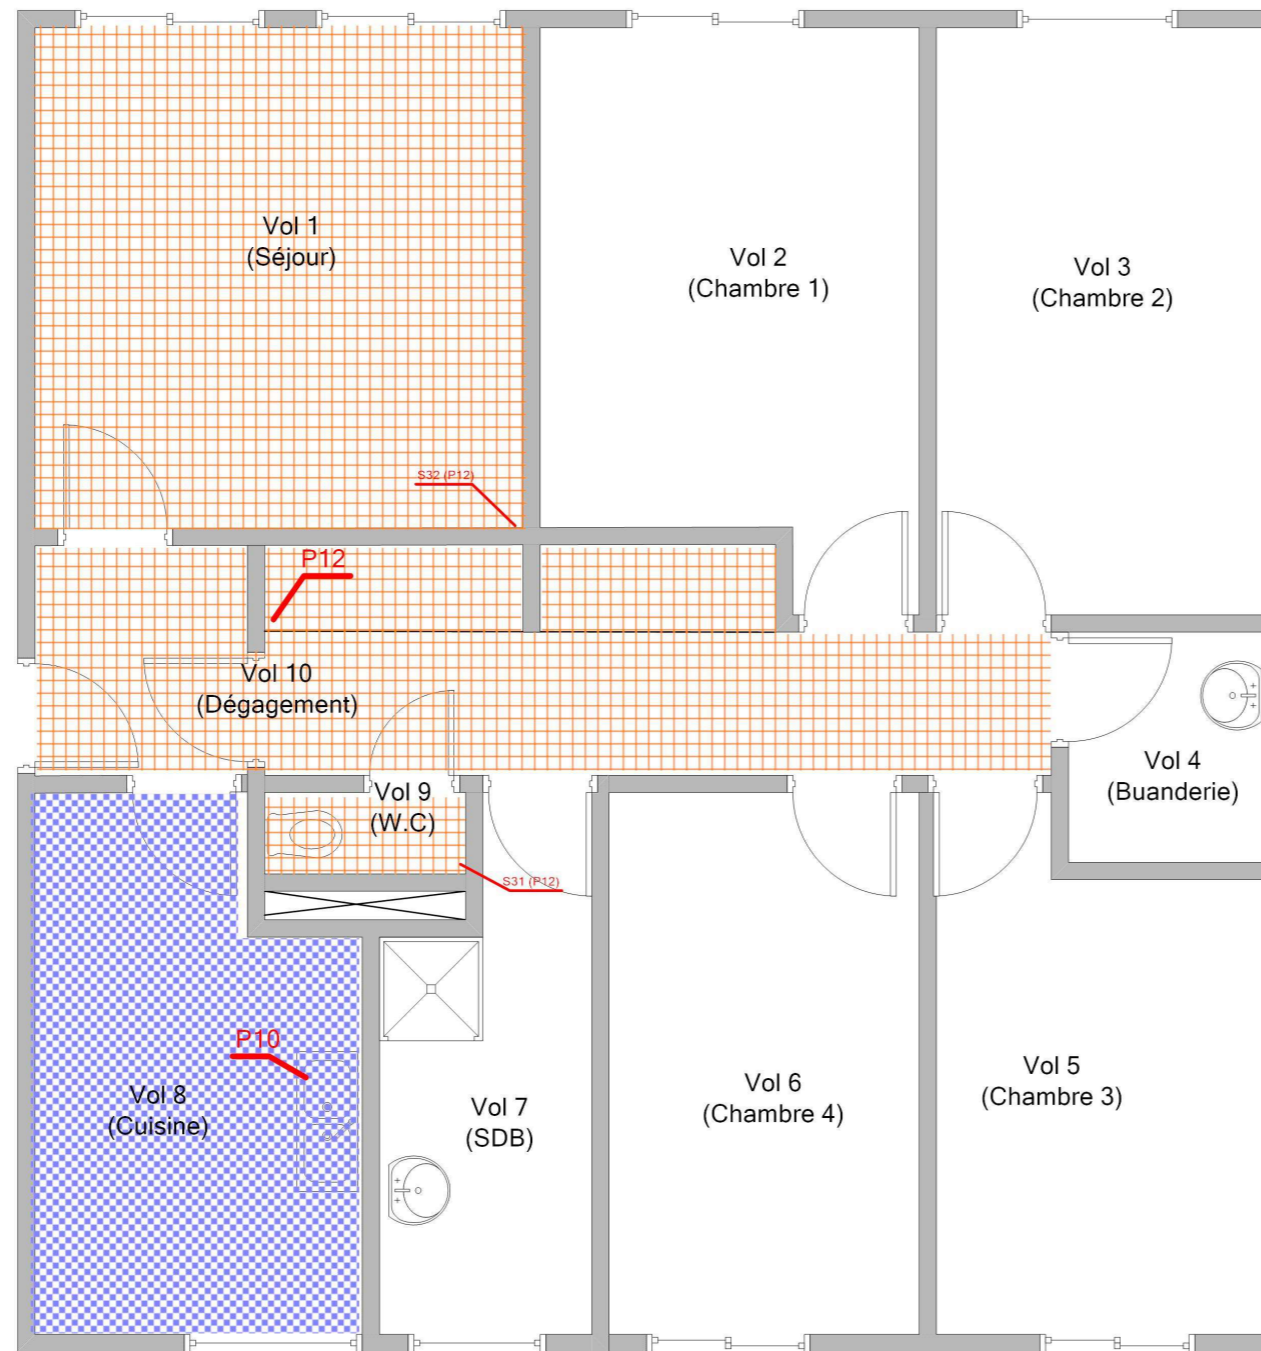 Vol 1
(Séjour)
Vol 2
(Chambre 1)
Vol 3
(Chambre 2)
S32 (P12)
P12
Vol 10
(Dégagement)
Vol 4
(Buanderie)
Vol 9
(W.C)
S31 (P12)
P10
Vol 8
(Cuisine)
Vol 7
(SDB)
Vol 6
(Chambre 4)
Vol 5
(Chambre 3)